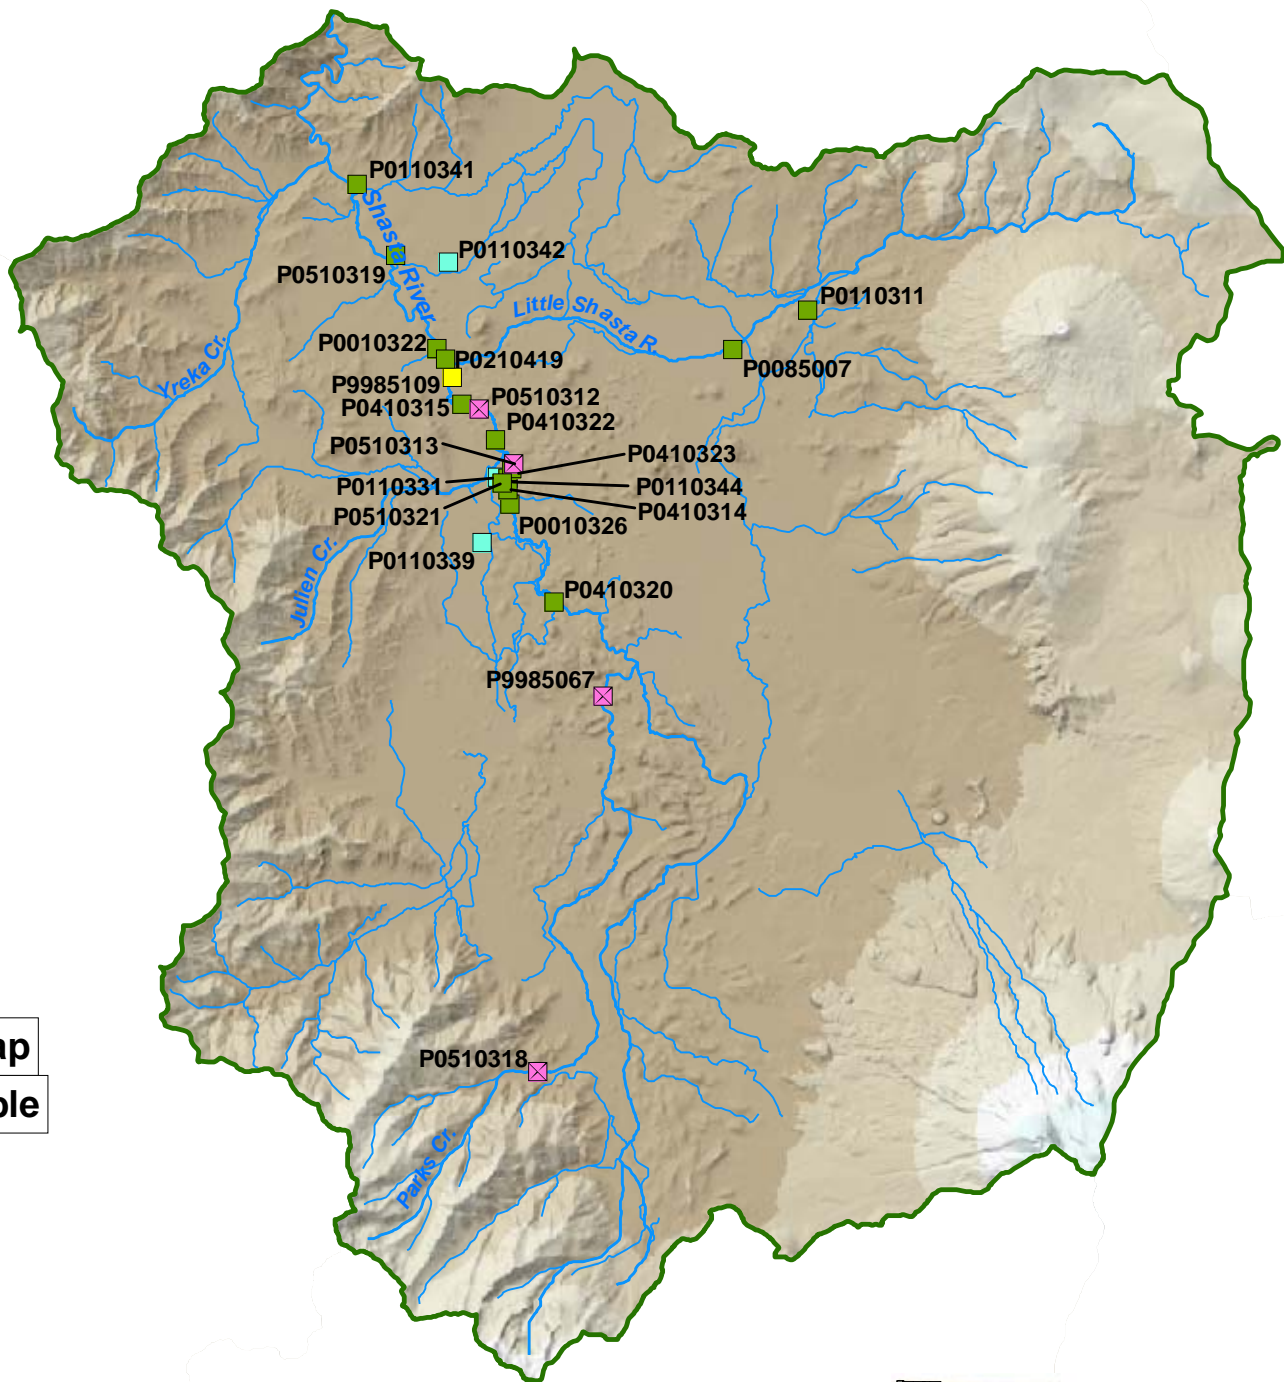 P0110341
Shasta River
P0110342
P0510319
P0110311
Little Shasta R.
P0010322
P0210419
P0085007
Yreka Cr.
P9985109
P0510312
P0410315
P0410322
P0510313
P0410323
P0110331
P0110344
P0510321
P0410314
P0010326
Julien Cr.
P0110339
P0410320
P9985067
ap
P0510318
ble
Parks Cr.